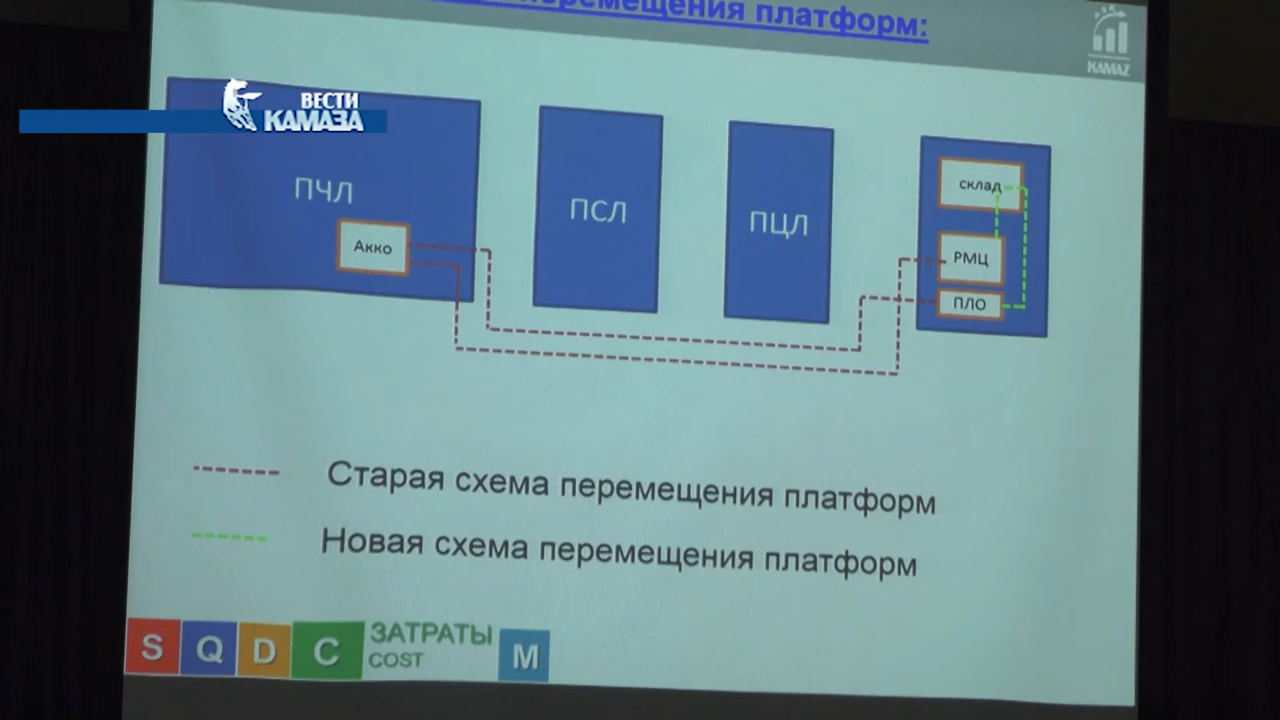 перемещения платформ:
KAMAZ
ВЕСТИ
КАМАЗА
ПЧЛ
Акко
ПСЛ
ПЦЛ
склад
РМЦ
ПЛО
Старая схема перемещения платформ
Новая схема перемещения платформ
S Q D C ЗАТРАТЫ
COST
M